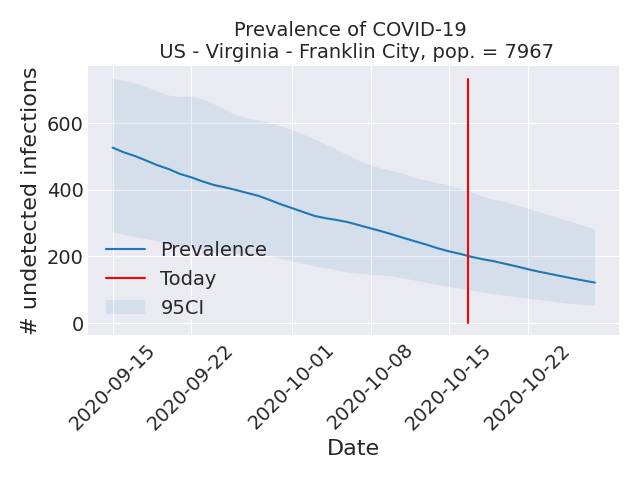 Prevalence of COVID-19
US - Virginia - Franklin City, pop. = 7967
# undetected infections
600
400
200
0
Prevalence
Today
95CI
2020-09-15
2020-09-22
2020-10-01
2020-10-08
2020-10-15
2020-10-22
Date